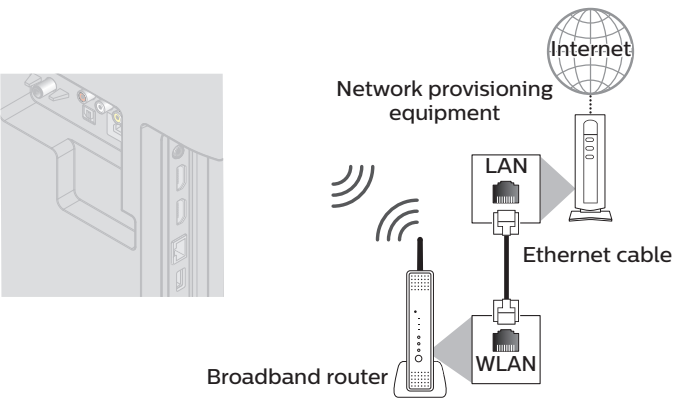 Internet
Network provisioning
equipment
LAN
Ethernet cable
WLAN
Broadband router